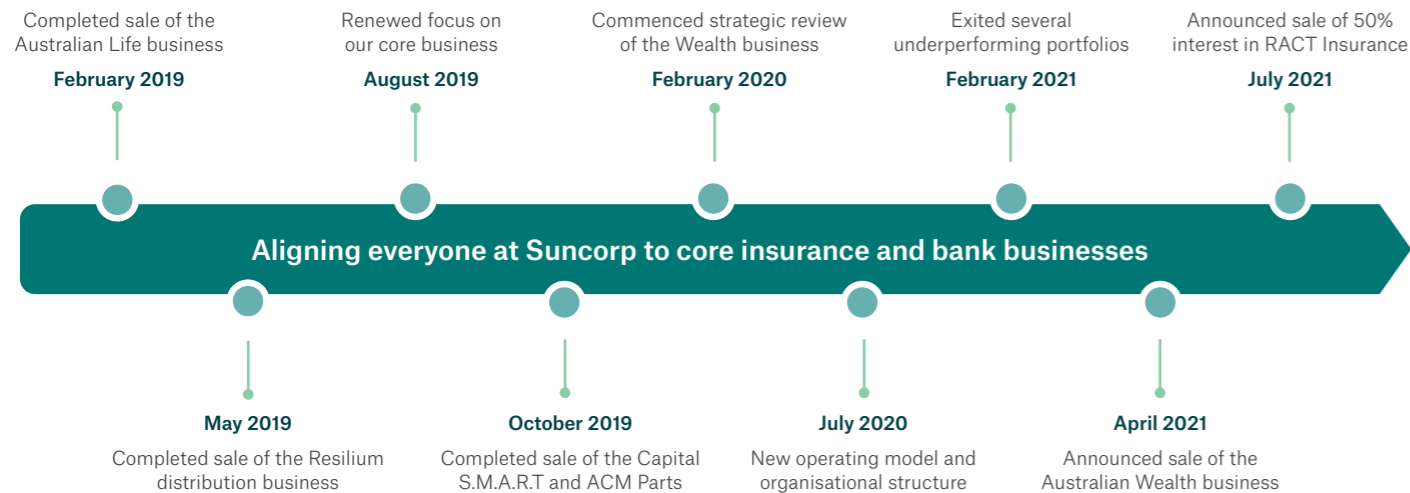 Completed sale of the
Australian Life business
February 2019
Renewed focus on
our core business
August 2019
Commenced strategic review
of the Wealth business
February 2020
Exited several
underperforming portfolios
February 2021
Announced sale of 50%
interest in RACT Insurance
July 2021
Aligning everyone at Suncorp to core insurance and bank businesses
May 2019
Completed sale of the Resilium
distribution business
October 2019
Completed sale of the Capital
S.M.A.R.T and ACM Parts
July 2020
New operating model and
organisational structure
April 2021
Announced sale of the
Australian Wealth business